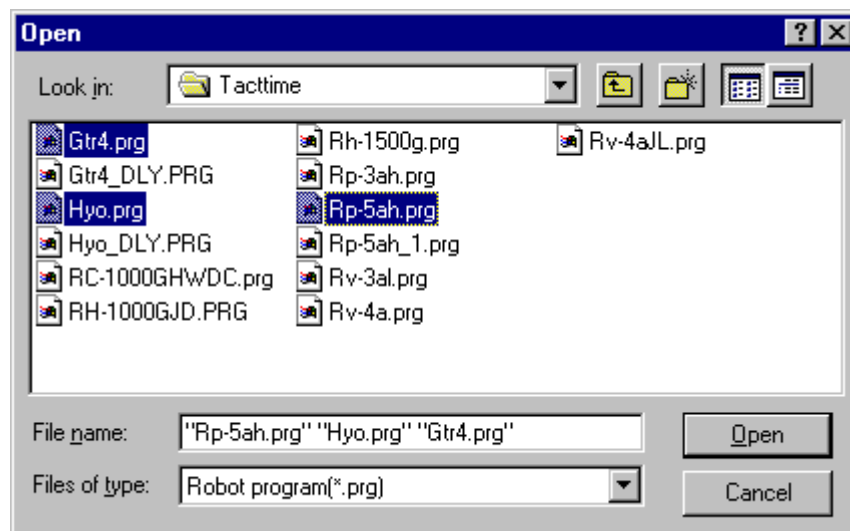 Open
Look in: Tacttime
Gtr4.prg
Gtr4_DLY.PRG
Hyo.prg
Hyo_DLY.PRG
RC-1000GHWDC.prg
RH-1000GJD.PRG
Rh-1500g.prg
Rp-3ah.prg
Rp-5ah.prg
Rp-5ah_1.prg
Rv-3al.prg
Rv-4a.prg
Rv-4aJL.prg
File name: "Rp-5ah.prg" "Hyo.prg" "Gtr4.prg"
Open
Files of type: Robot program(*.prg)
Cancel